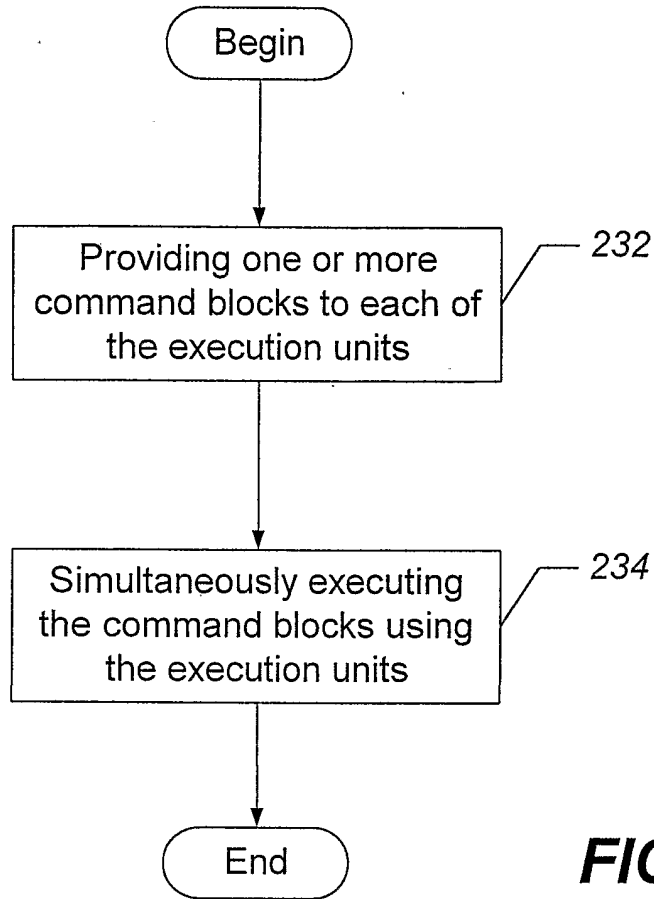 Begin
Providing one or more
command blocks to each of
the execution units
232
Simultaneously executing
the command blocks using
the execution units
234
End